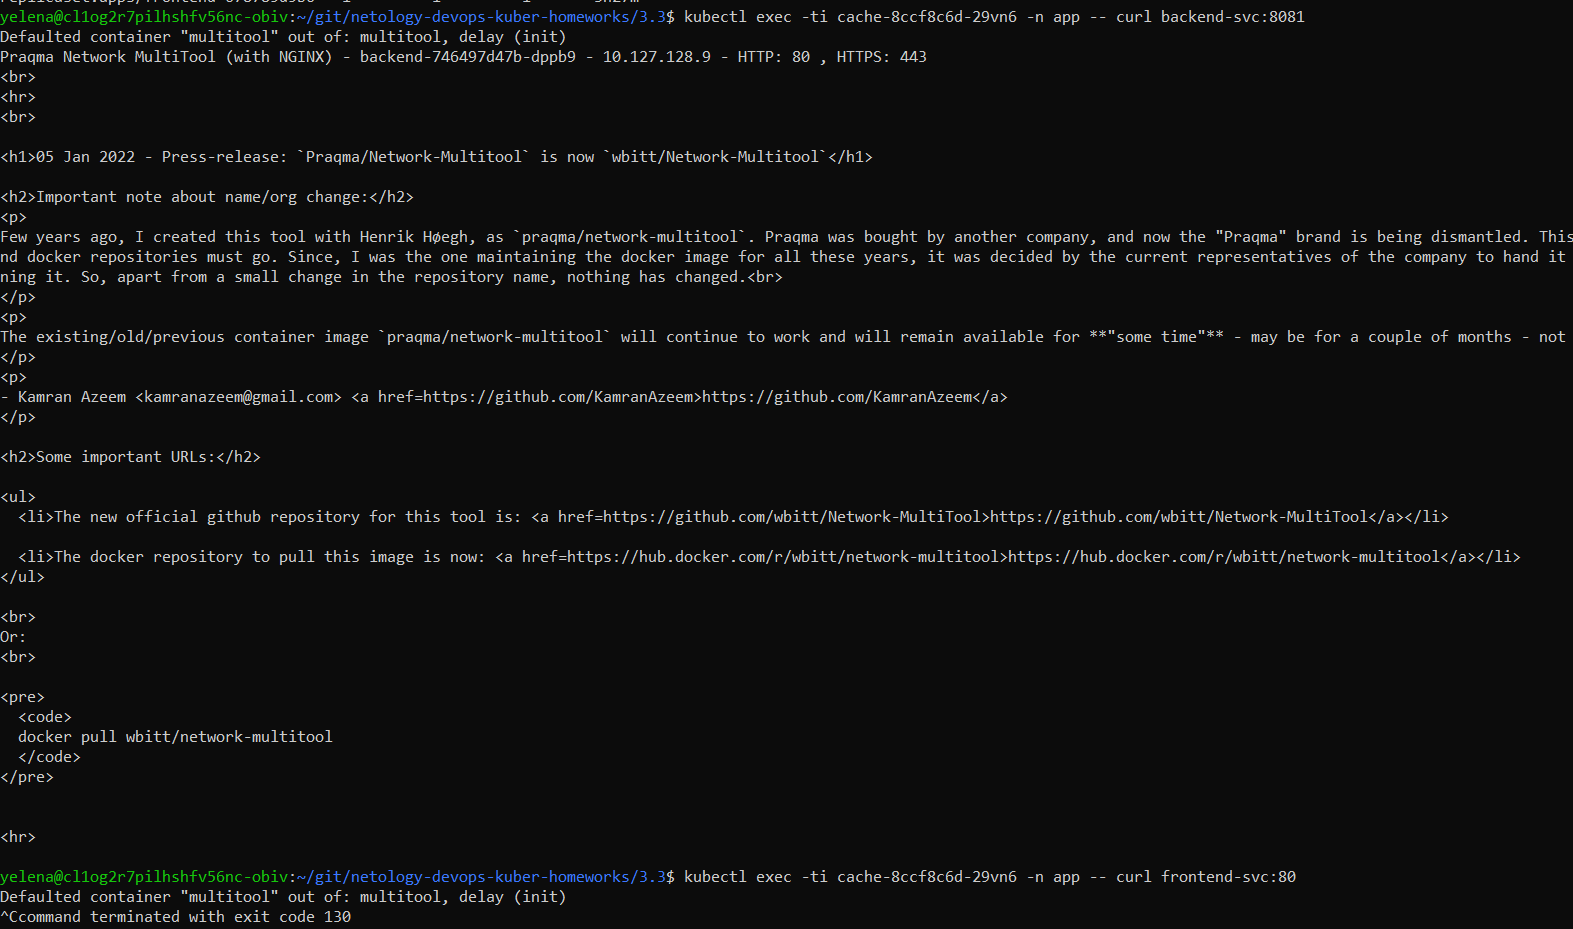 yelena@cl1og2r7pilhshfv56nc-obiv:~/git/netology-devops-kuber-homeworks/3.3$ kubectl exec -ti cache-8ccf8c6d-29vn6 -n app -- curl backend-svc:8081
Defaulted container "multitool" out of: multitool, delay (init)
Praqma Network MultiTool (with NGINX) - backend-746497d47b-dppb9 - 10.127.128.9 - HTTP: 80 , HTTPS: 443
<br>
<hr>
<br>
<h1>05 Jan 2022 - Press-release: `Praqma/Network-Multitool` is now `wbitt/Network-Multitool`</h1>
<h2>Important note about name/org change:</h2>
<p>
Few years ago, I created this tool with Henrik Høegh, as `praqma/network-multitool`. Praqma was bought by another company, and now the "Praqma" brand is being dismantled. This
nd docker repositories must go. Since, I was the one maintaining the docker image for all these years, it was decided by the current representatives of the company to hand it
ning it. So, apart from a small change in the repository name, nothing has changed.<br>
</p>
<p>
The existing/old/previous container image `praqma/network-multitool` will continue to work and will remain available for **"some time"** - may be for a couple of months - not
</p>
<p>
- Kamran Azeem <kamranazeem@gmail.com> <a href=https://github.com/KamranAzeem>https://github.com/KamranAzeem</a>
</p>
<h2>Some important URLs:</h2>
<ul>
  <li>The new official github repository for this tool is: <a href=https://github.com/wbitt/Network-MultiTool>https://github.com/wbitt/Network-MultiTool</a></li>
  <li>The docker repository to pull this image is now: <a href=https://hub.docker.com/r/wbitt/network-multitool>https://hub.docker.com/r/wbitt/network-multitool</a></li>
</ul>
<br>
Or:
<br>
<pre>
  <code>
  docker pull wbitt/network-multitool
  </code>
</pre>
<hr>
yelena@cl1og2r7pilhshfv56nc-obiv:~/git/netology-devops-kuber-homeworks/3.3$ kubectl exec -ti cache-8ccf8c6d-29vn6 -n app -- curl frontend-svc:80
Defaulted container "multitool" out of: multitool, delay (init)
^Ccommand terminated with exit code 130